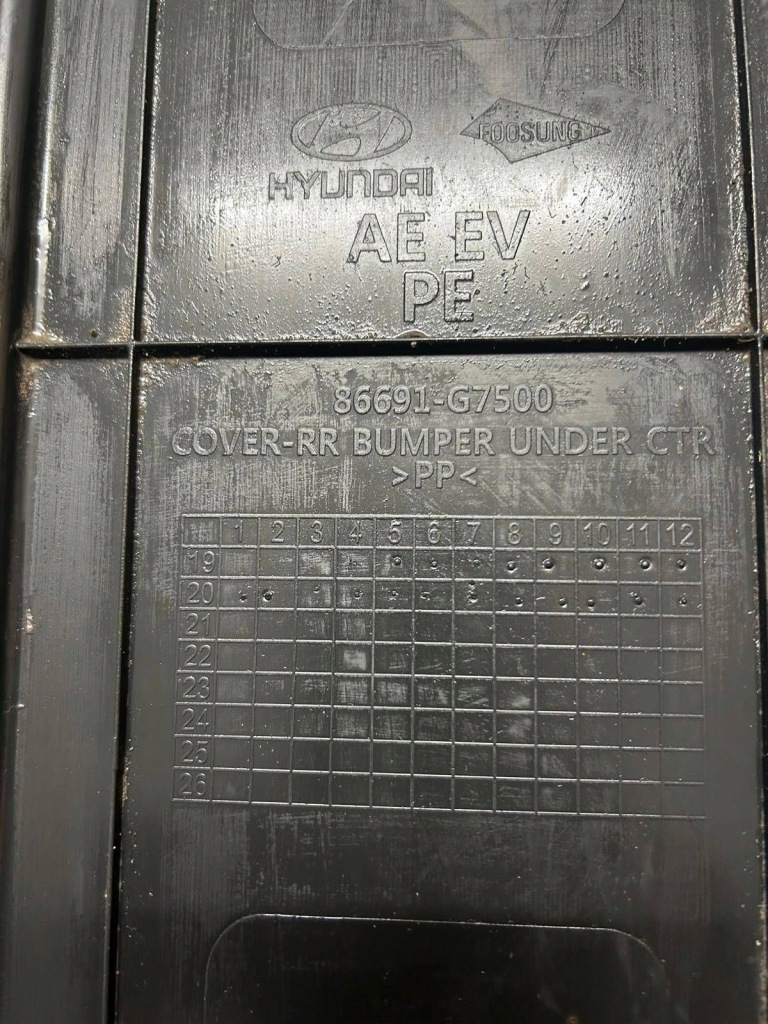 HYUNDAI
FOOSUNG
AE EV
PE
86691-G7500
COVER-RR BUMPER UNDER CTR
>PP<
1 2 3 4 5 6 7 8 9 10 11 12
19
20
21
22
23
24
25
26